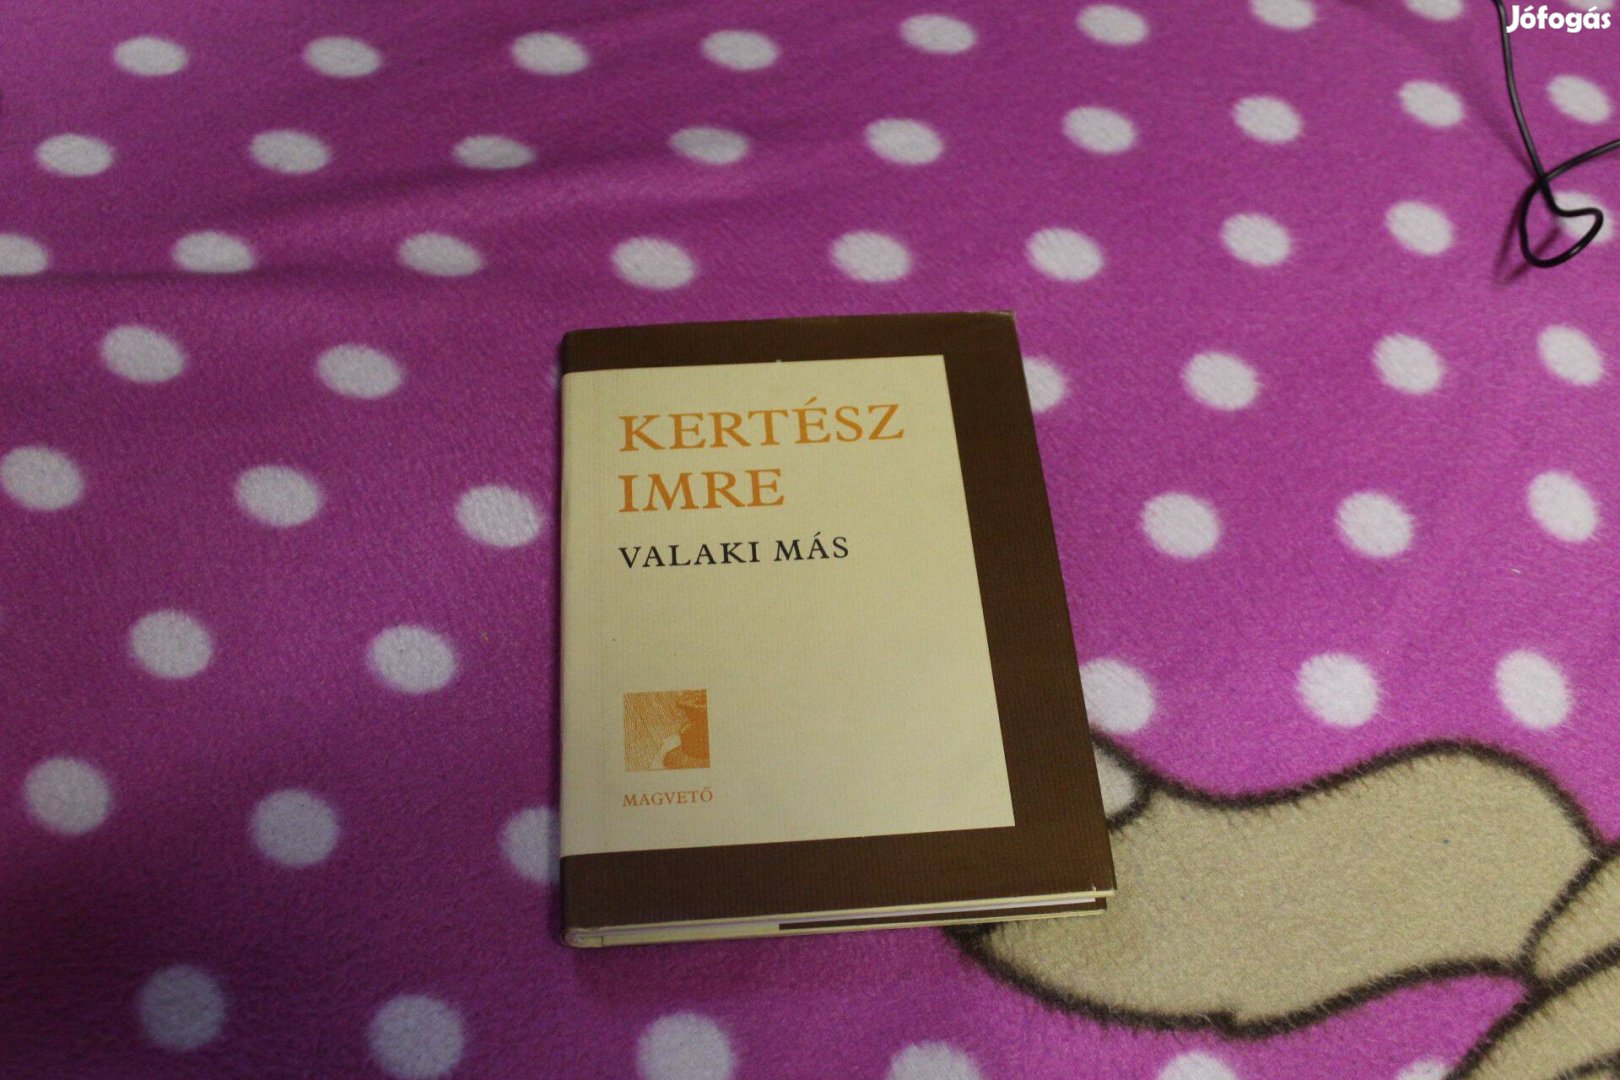 Jófogás
KERTÉSZ
IMRE
VALAKI MÁS
MAGVETŐ